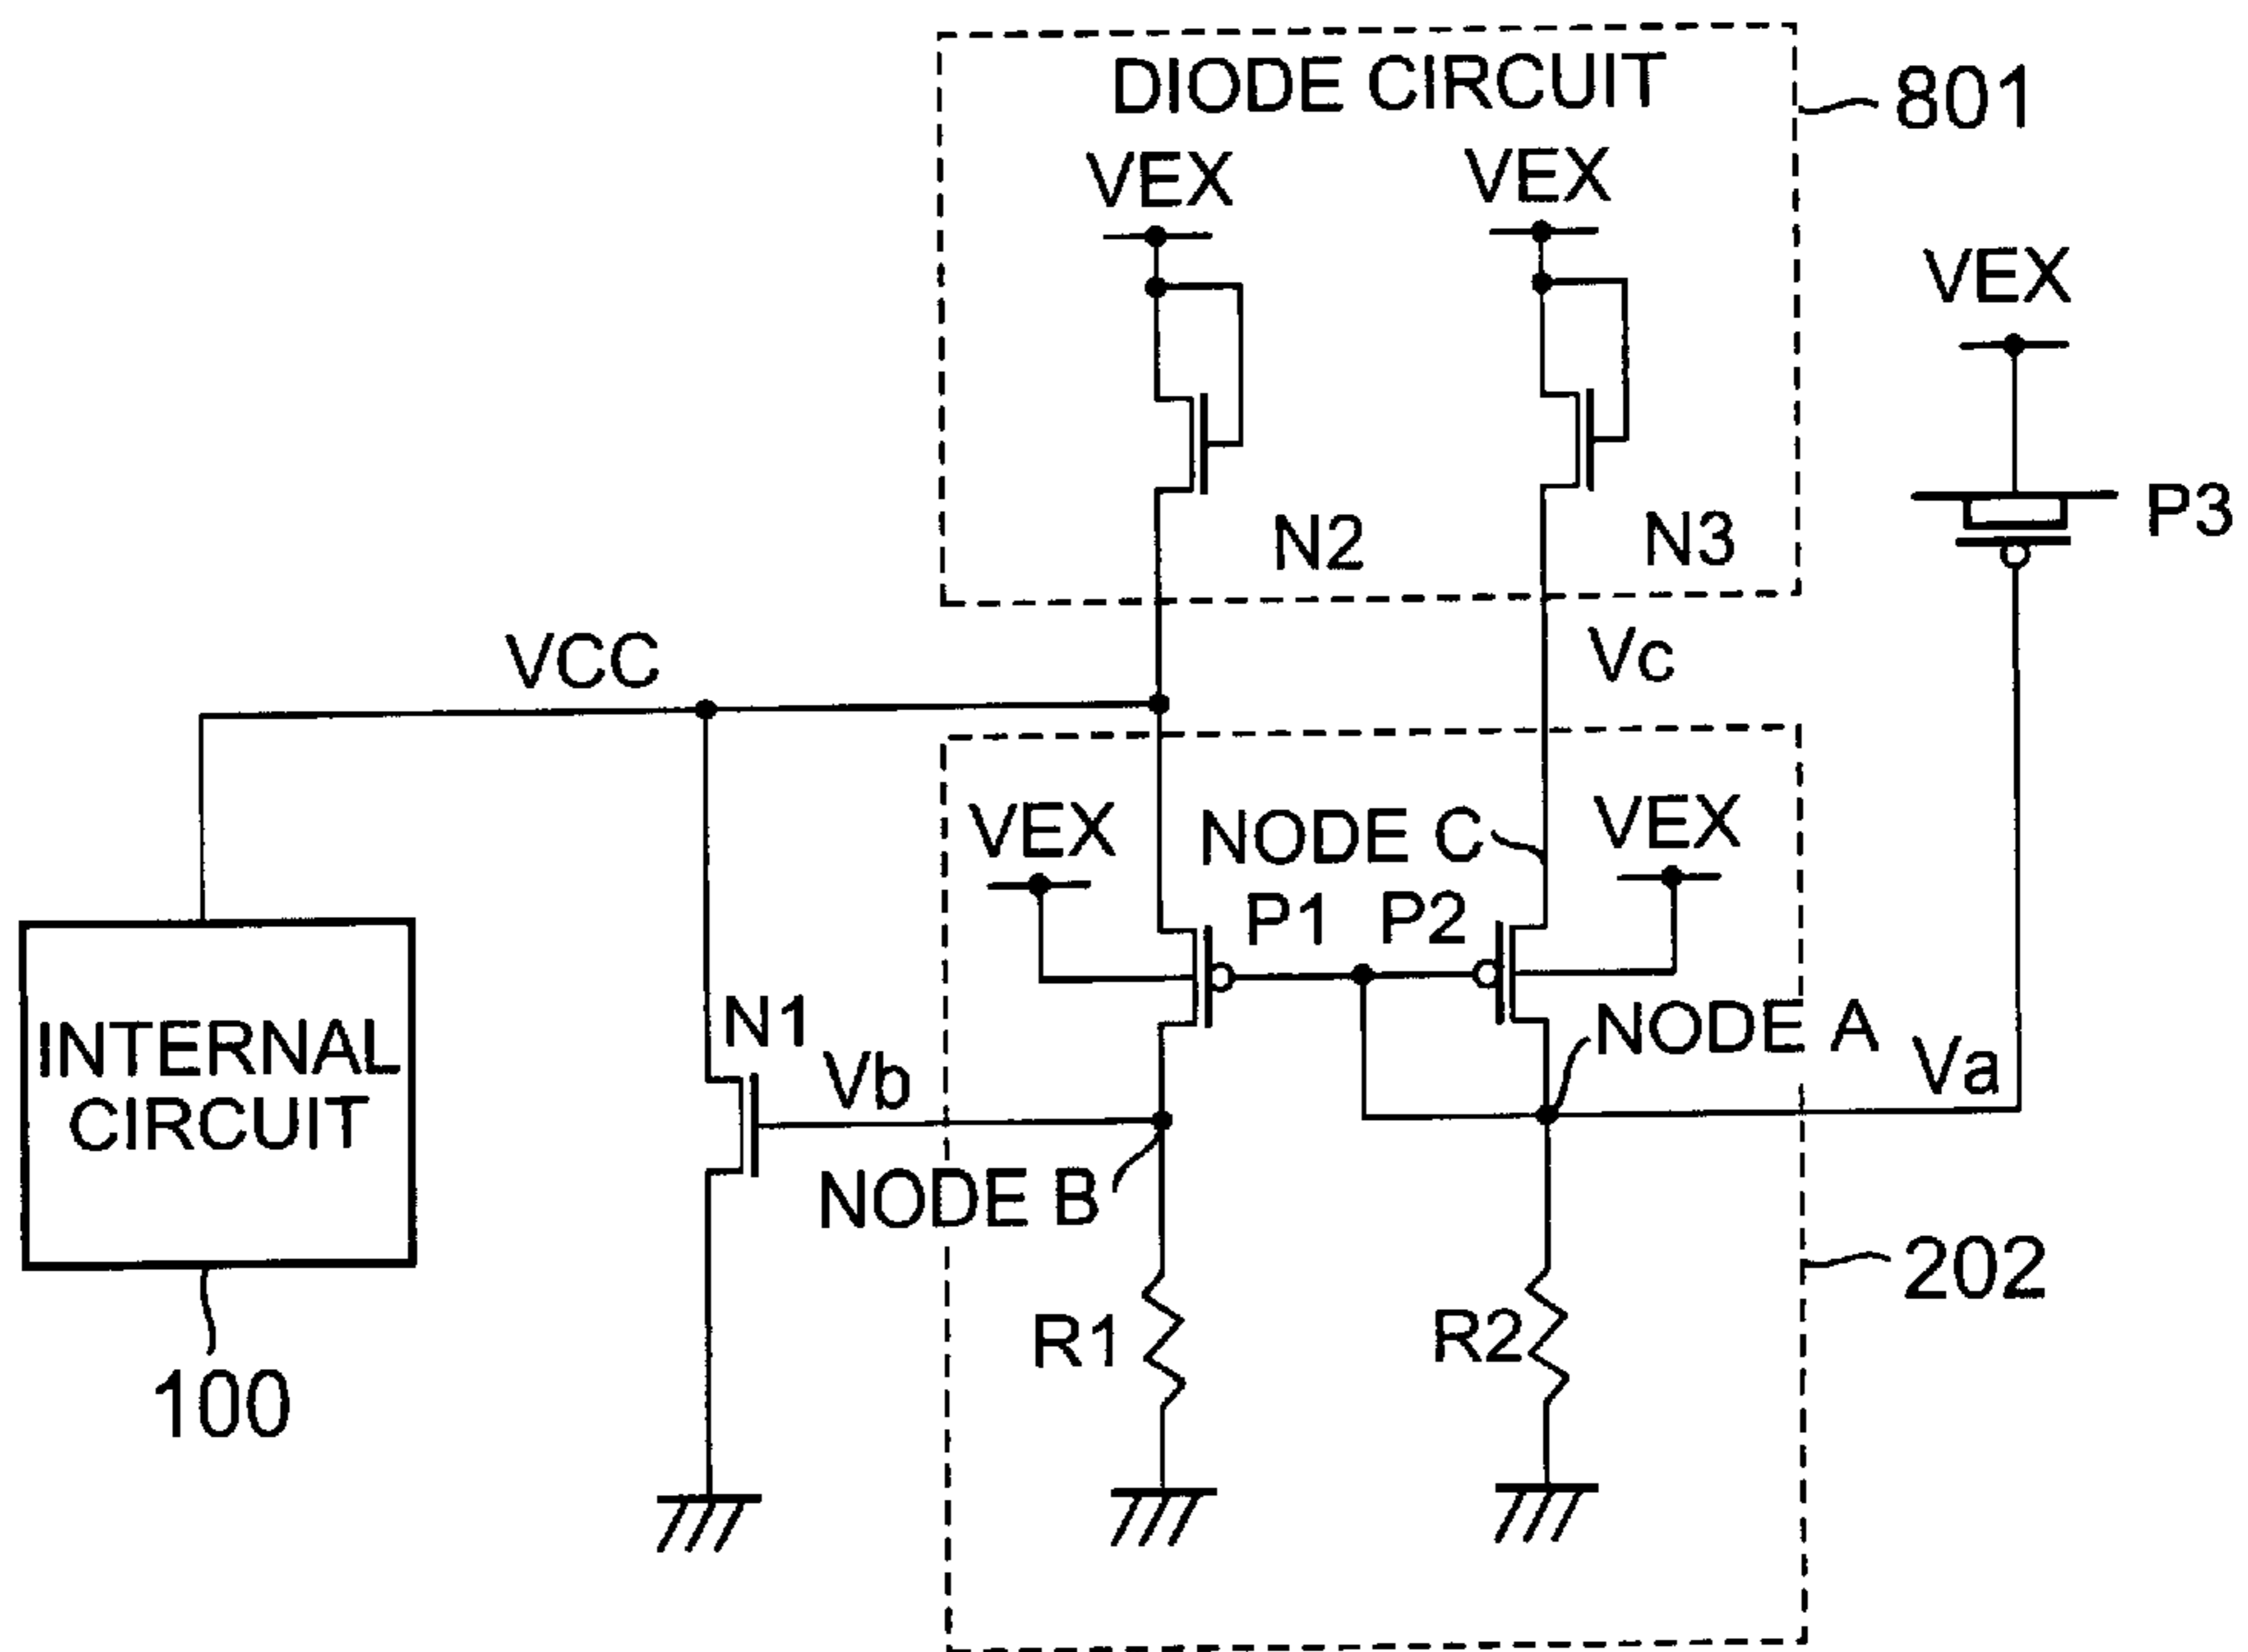 DIODE CIRCUIT
801
VEX
VEX
VEX
N2
N3
P3
VCC
Vc
VEX
NODE C
VEX
P1
P2
N1
NODE A
Va
Vb
INTERNAL
CIRCUIT
NODE B
202
R1
R2
100